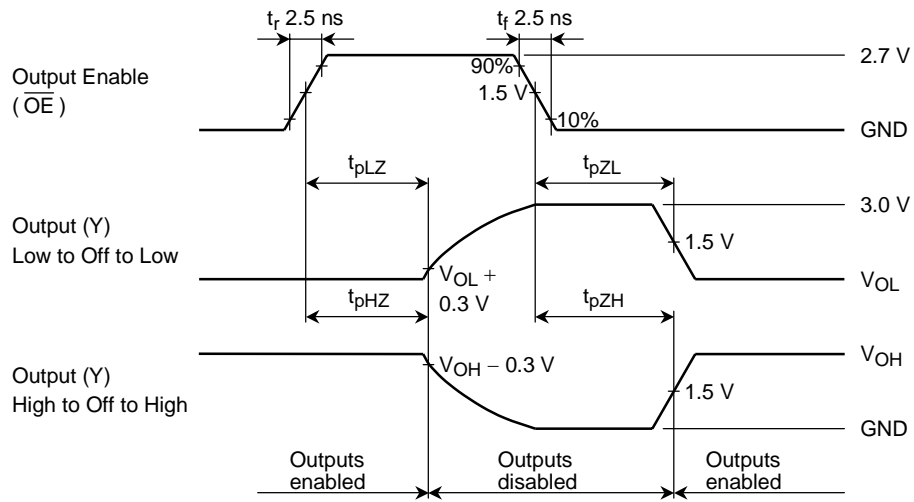 tr 2.5 ns
tf 2.5 ns
Output Enable
( OE )
90%
1.5 V
10%
2.7 V
GND
tpLZ
tpZL
Output (Y)
Low to Off to Low
3.0 V
1.5 V
VOL +
0.3 V
VOL
tpHZ
tpZH
Output (Y)
High to Off to High
VOH – 0.3 V
VOH
1.5 V
GND
Outputs
enabled
Outputs
disabled
Outputs
enabled